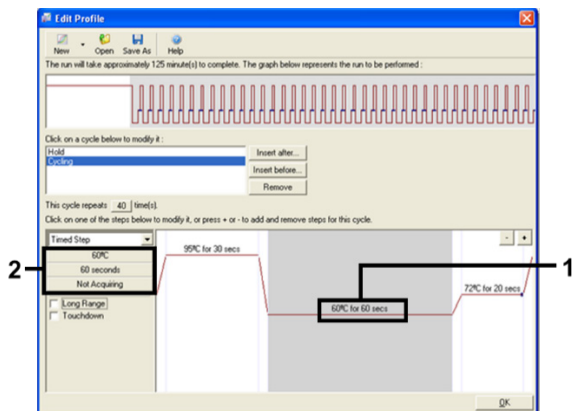 Edit Profile
New Open Save As Help
The run will take approximately 125 minute(s) to complete. The graph below represents the run to be performed :
Click on a cycle below to modify it :
Hold
Cycling
Insert after...
Insert before...
Remove
This cycle repeats 40 time(s).
Click on one of the steps below to modify it, or press + or - to add and remove steps for this cycle.
Timed Step
- +
60ºC
60 seconds
Not Acquiring
Long Range
Touchdown
95ºC for 30 secs
60ºC for 60 secs
72ºC for 20 secs
2
1
OK